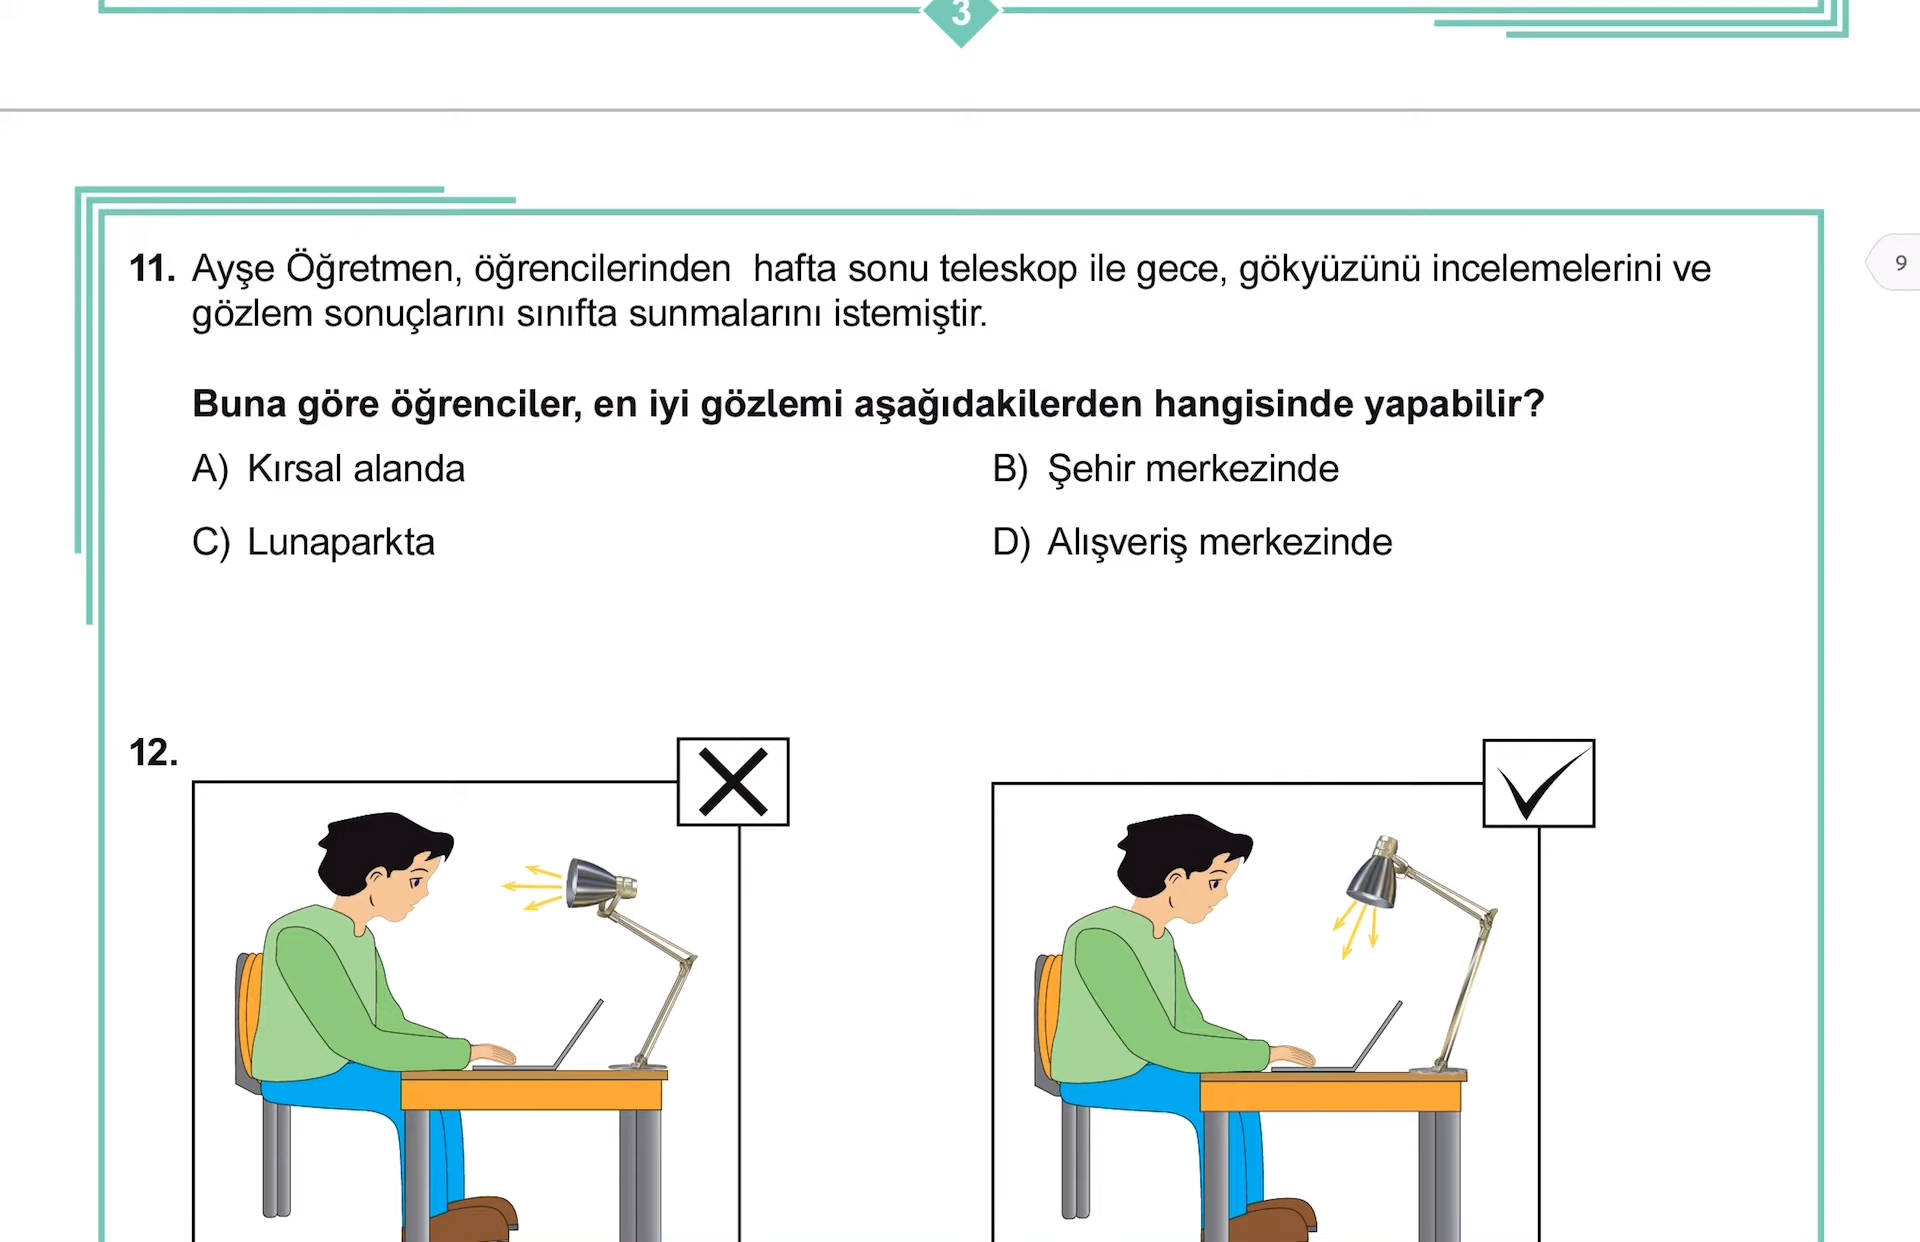 3
9
11. Ayşe Öğretmen, öğrencilerinden hafta sonu teleskop ile gece, gökyüzünü incelemelerini ve
gözlem sonuçlarını sınıfta sunmalarını istemiştir.
Buna göre öğrenciler, en iyi gözlemi aşağıdakilerden hangisinde yapabilir?
A) Kırsal alanda
B) Şehir merkezinde
C) Lunaparkta
D) Alışveriş merkezinde
12.